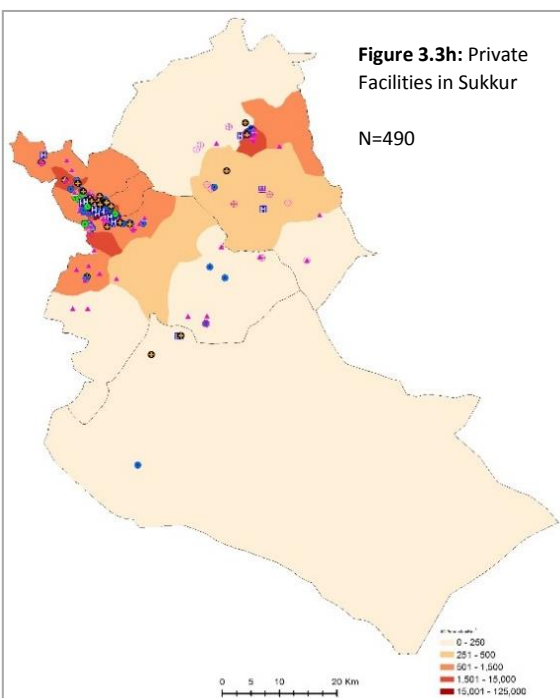 Figure 3.3h: Private
Facilities in Sukkur
N=490
0 - 250
251 - 500
501 - 1,500
1,501 - 15,000
15,001 - 125,000
0 5 10 20 Km